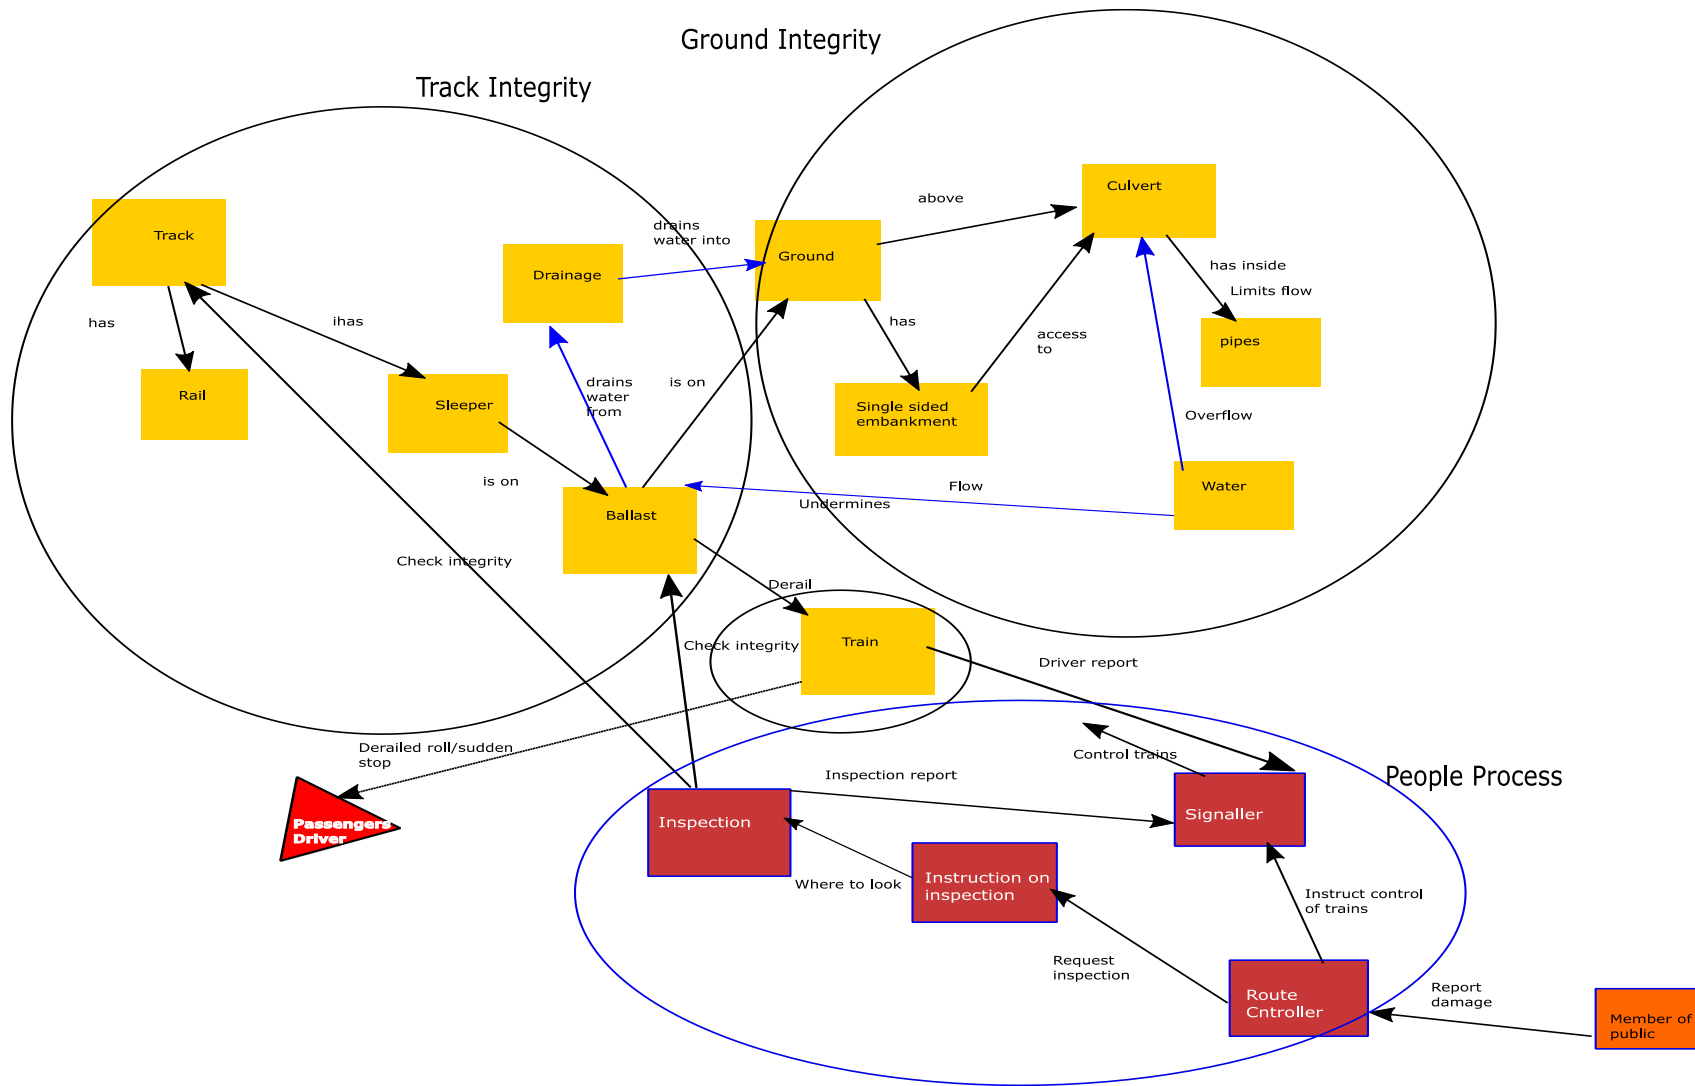 Ground Integrity
Track Integrity
Culvert
above
drains
water into
Track
Ground
Drainage
has inside
Limits flow
has
ihas
has
access
to
pipes
drains
water
from
is on
Rail
Sleeper
Single sided
embankment
Overflow
is on
Flow
Water
Undermines
Ballast
Check integrity
Derail
Train
Check integrity
Driver report
Derailed roll/sudden
stop
Control trains
Inspection report
People Process
Passengers
Driver
Inspection
Signaller
Where to look
Instruction on
inspection
Instruct control
of trains
Request
inspection
Route
Cntroller
Report
damage
Member of
public